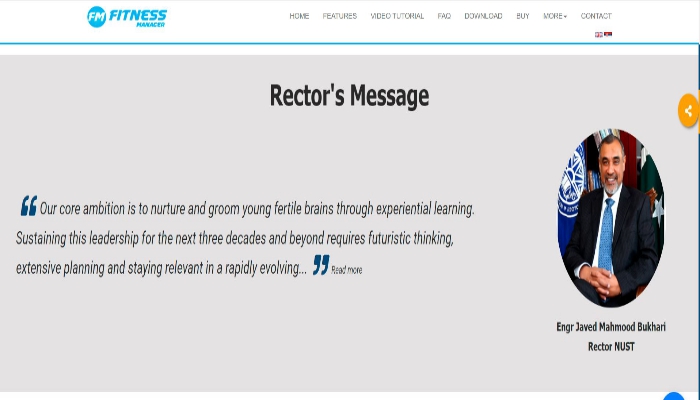 FM FITNESS
MANAGER
HOME FEATURES VIDEO TUTORIAL FAQ DOWNLOAD BUY MORE CONTACT
Rector's Message
Our core ambition is to nurture and groom young fertile brains through experiential learning.
Sustaining this leadership for the next three decades and beyond requires futuristic thinking,
extensive planning and staying relevant in a rapidly evolving... Read more
Engr Javed Mahmood Bukhari
Rector NUST